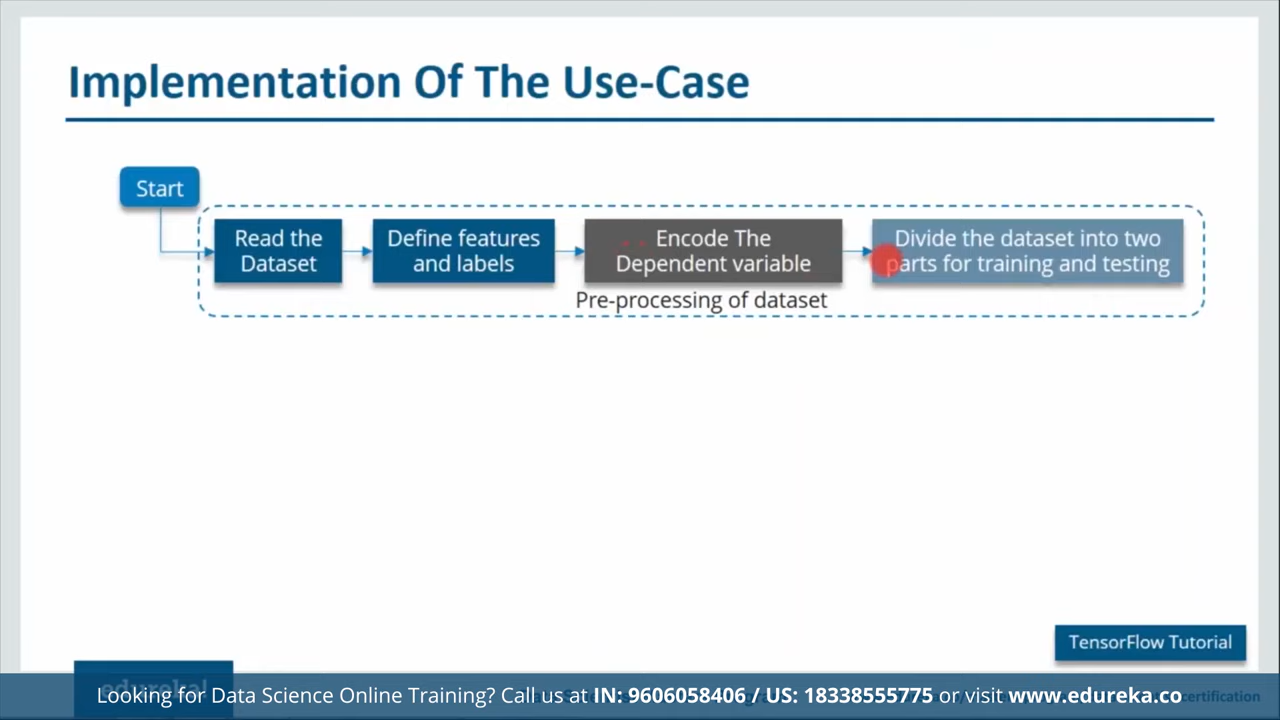 Implementation Of The Use-Case
Start
Read the
Dataset
Define features
and labels
Encode The
Dependent variable
Divide the dataset into two
parts for training and testing
Pre-processing of dataset
TensorFlow Tutorial
edureka!
Looking for Data Science Online Training? Call us at IN: 9606058406 / US: 18338555775 or visit www.edureka.co
certification